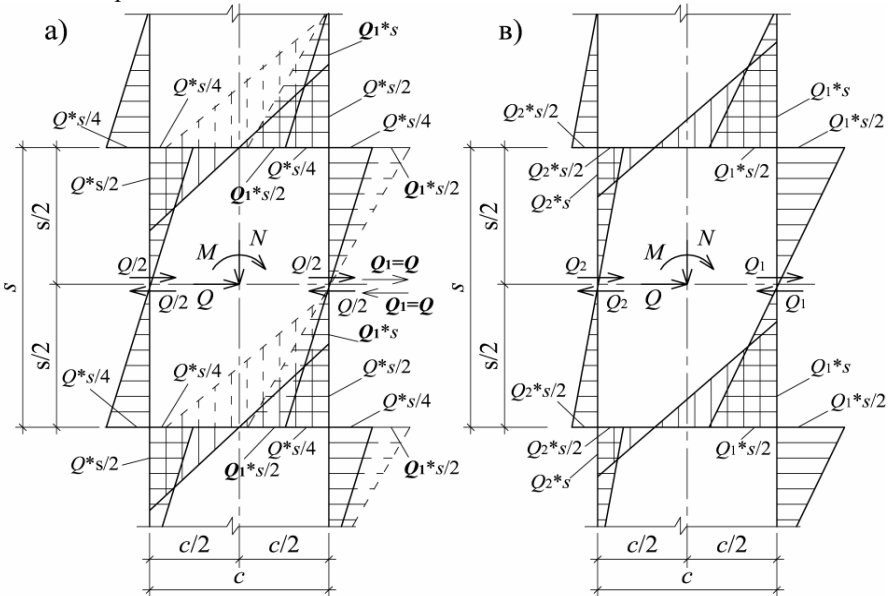 а)
Q₁*s
Q*s/4
Q*s/2
Q*s/4
Q*s/4
Q*s/2
Q*s/4
Q₁*s/2
Q₁*s/2
s/2
s
M
N
Q/2
Q/2
Q₁=Q
Q/2
Q
Q/2
Q₁=Q
Q₁*s
s/2
Q*s/4
Q*s/4
Q*s/2
Q*s/4
Q*s/2
Q*s/4
Q₁*s/2
Q₁*s/2
c/2
c/2
c
в)
Q₁*s
Q₂*s/2
Q₁*s/2
Q₂*s/2
Q₂*s
Q₁*s/2
s/2
s
M
N
Q₂
Q₁
Q₂
Q
Q₁
s/2
Q₁*s
Q₂*s/2
Q₁*s/2
Q₂*s/2
Q₂*s
Q₁*s/2
c/2
c/2
c